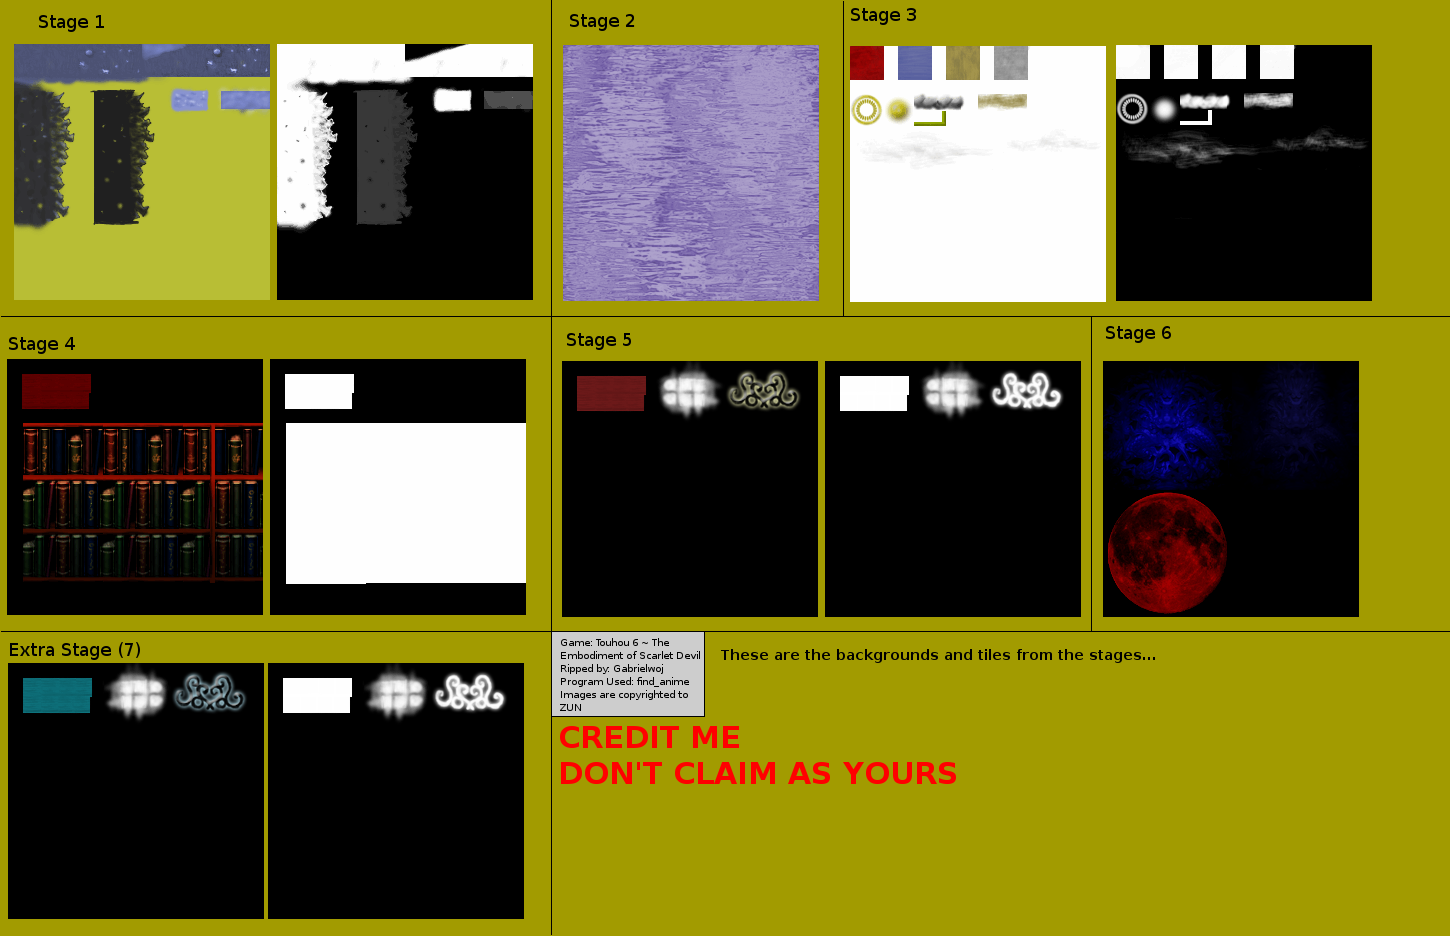 Stage 1
Stage 2
Stage 3
Stage 4
Stage 5
Stage 6
Extra Stage (7)
Game: Touhou 6 ~ The
Embodiment of Scarlet Devil
Ripped by: Gabrielwoj
Program Used: find_anime
Images are copyrighted to
ZUN
These are the backgrounds and tiles from the stages...
CREDIT ME
DON'T CLAIM AS YOURS